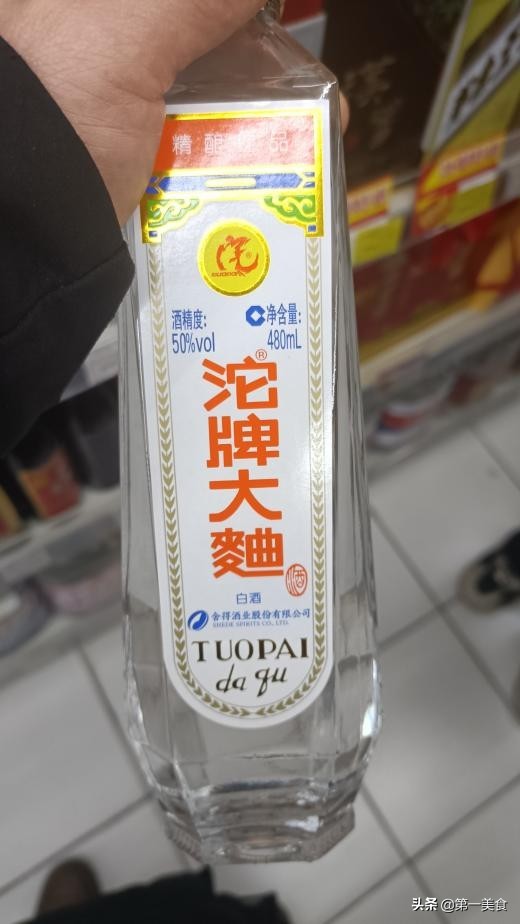 精酿
品
酒精度:
50%vol
净含量:
480mL
®
沱牌大麯
酒
白酒
舍得酒业股份有限公司
SHEDE SPIRITS CO., LTD.
TUOPAI
da qu
头条 @第一美食